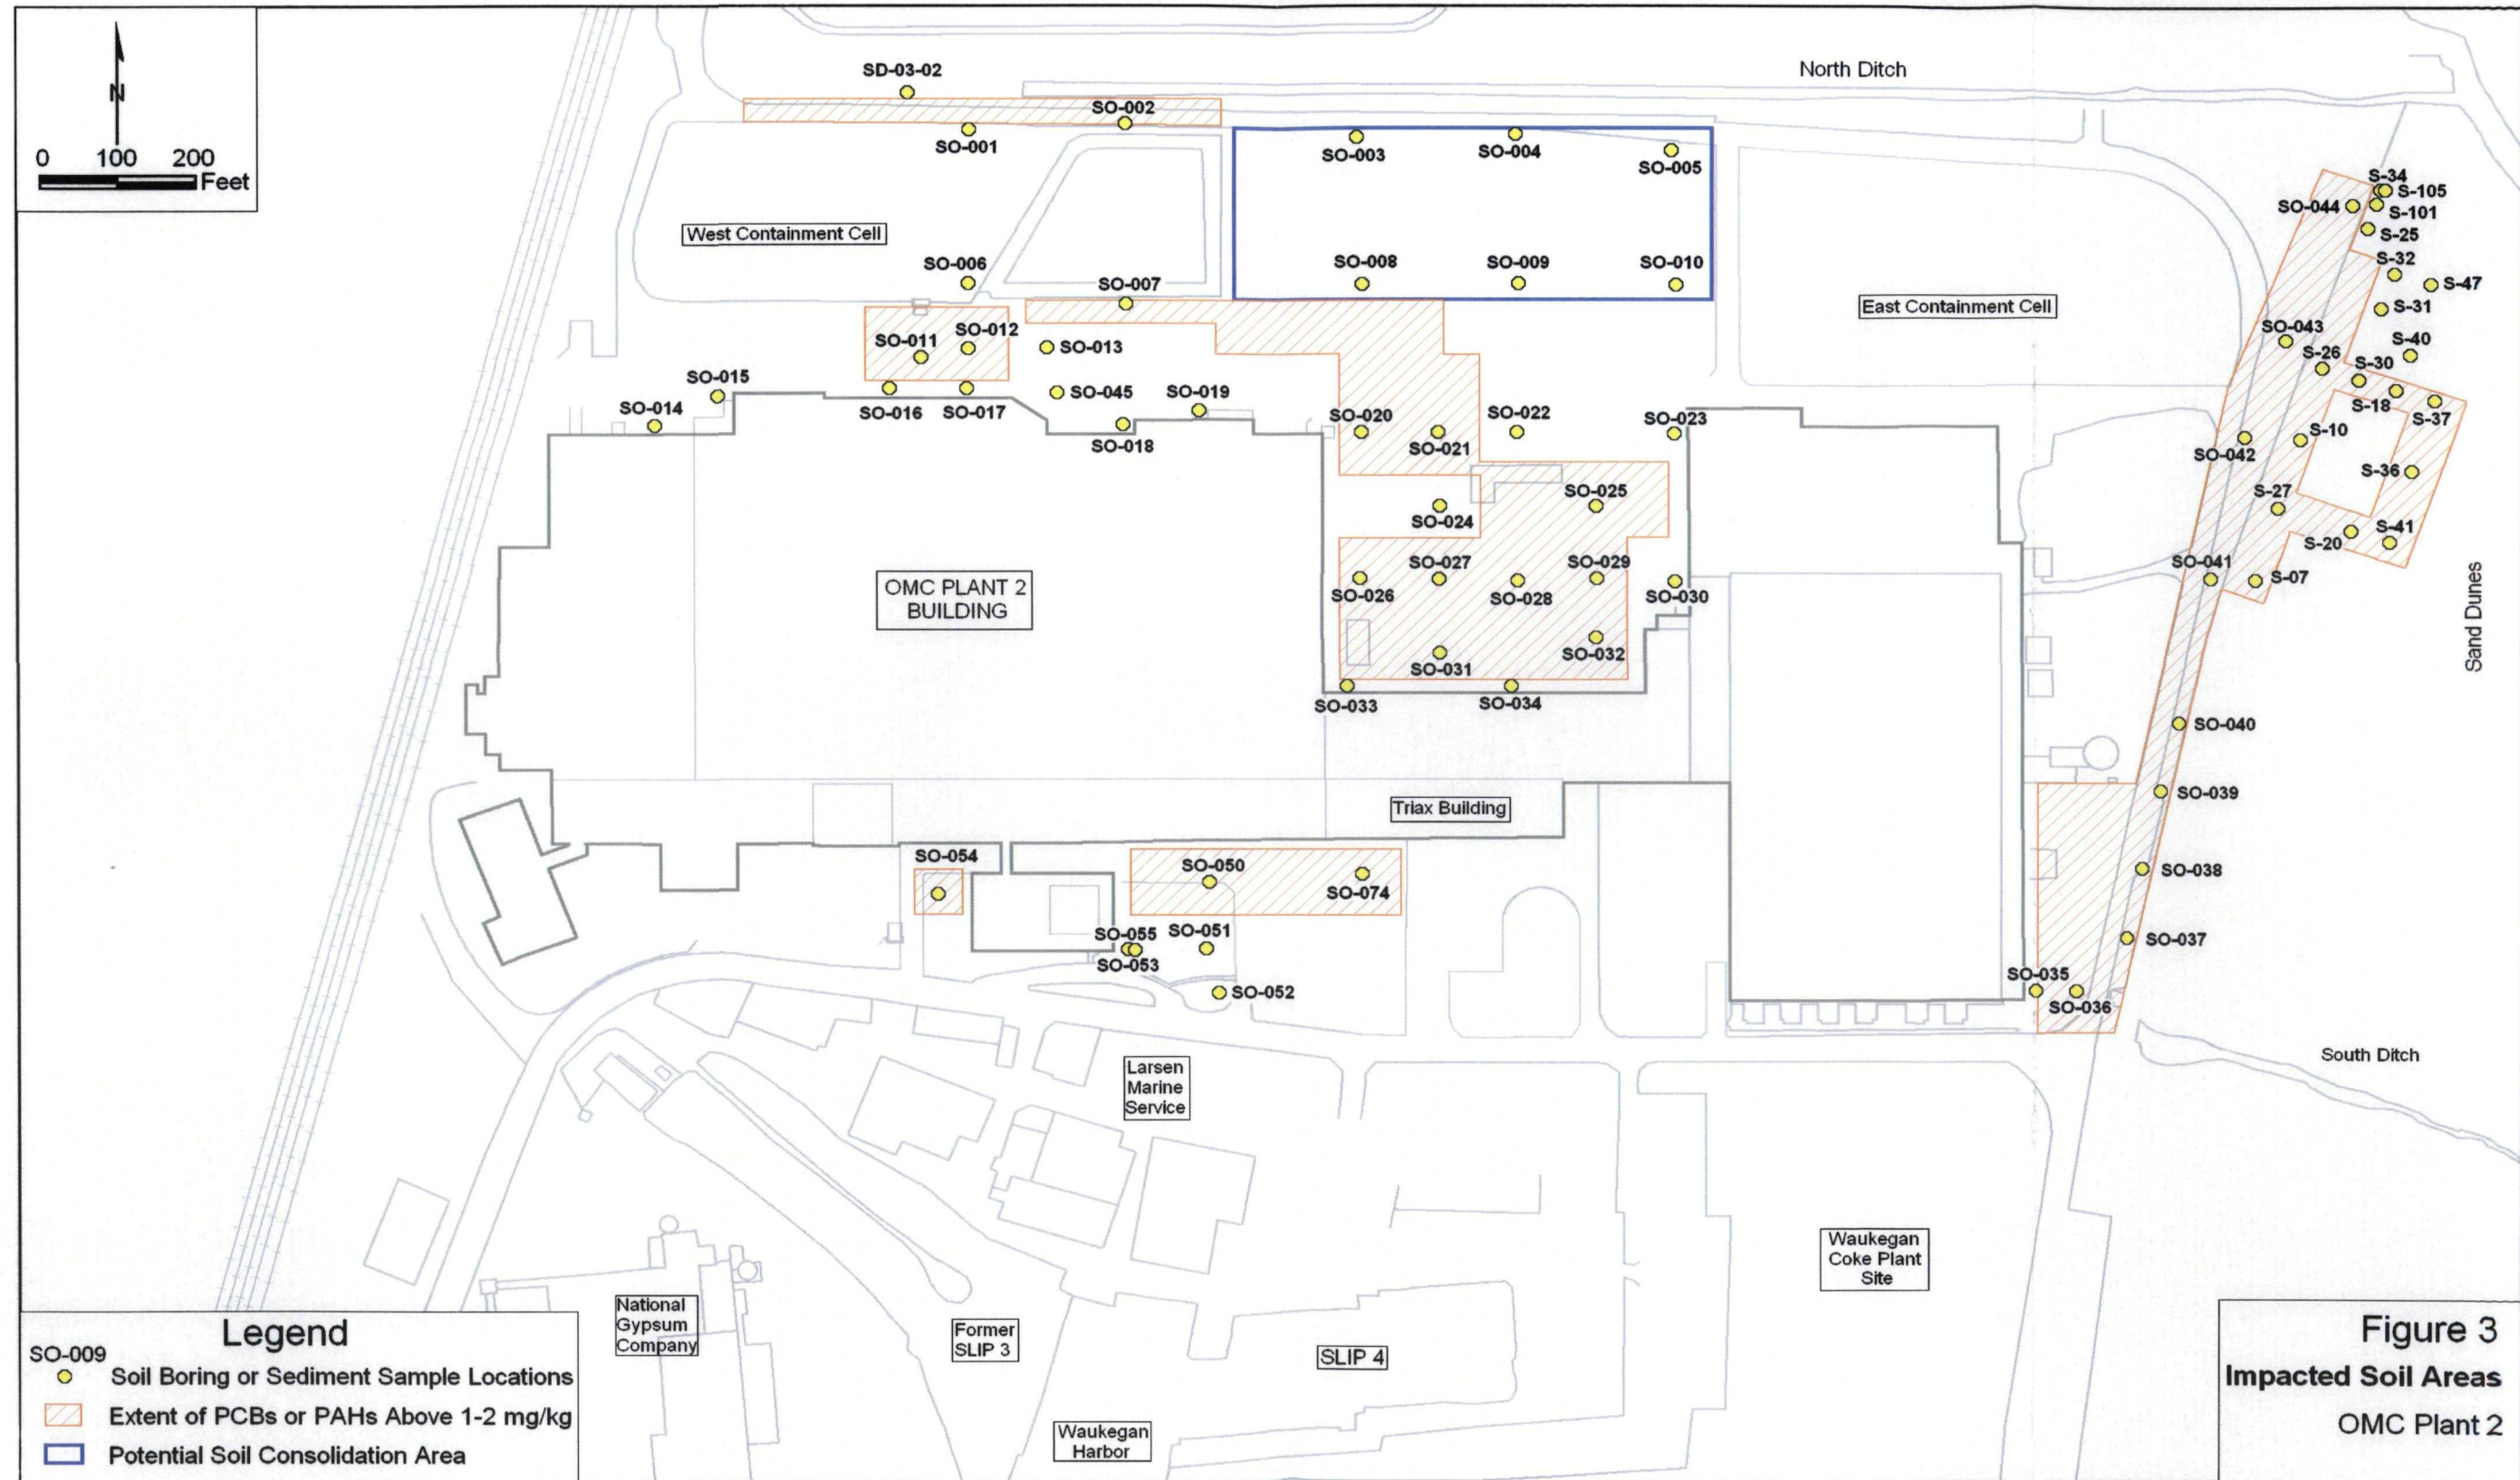 N
0 100 200
Feet
SD-03-02
SO-002
SO-001
North Ditch
SO-003
SO-004
SO-005
West Containment Cell
SO-006
SO-007
SO-008
SO-009
SO-010
East Containment Cell
S-34
S-105
SO-044
S-101
S-25
S-32
S-47
S-31
SO-043
S-40
S-26
S-30
S-18
S-37
S-10
SO-042
S-36
S-27
S-41
S-20
SO-041
S-07
SO-011
SO-012
SO-013
SO-015
SO-045
SO-019
SO-014
SO-016
SO-017
SO-018
SO-020
SO-021
SO-022
SO-023
SO-025
SO-024
SO-027
SO-029
SO-026
SO-028
SO-030
SO-031
SO-032
SO-033
SO-034
OMC PLANT 2
BUILDING
Sand Dunes
SO-040
SO-039
SO-038
SO-037
SO-035
SO-036
Triax Building
SO-054
SO-050
SO-074
SO-055
SO-051
SO-053
SO-052
South Ditch
Larsen
Marine
Service
Waukegan
Coke Plant
Site
National
Gypsum
Company
Former
SLIP 3
SLIP 4
Waukegan
Harbor
Legend
SO-009
Soil Boring or Sediment Sample Locations
Extent of PCBs or PAHs Above 1-2 mg/kg
Potential Soil Consolidation Area
Figure 3
Impacted Soil Areas
OMC Plant 2